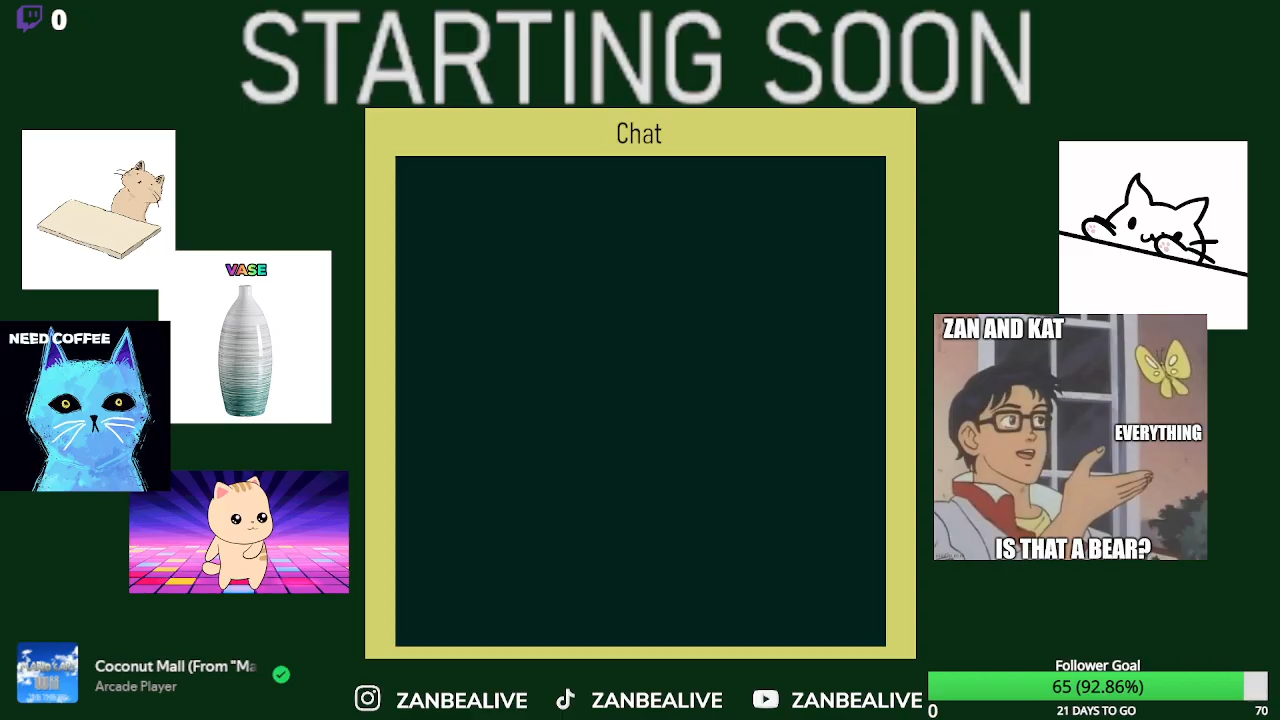 0
STARTING SOON
Chat
VASE
NEED COFFEE
ZAN AND KAT
EVERYTHING
IS THAT A BEAR?
Coconut Mall (From "Ma
Arcade Player
ZANBEALIVE
ZANBEALIVE
ZANBEALIVE
Follower Goal
65 (92.86%)
0
21 DAYS TO GO
70